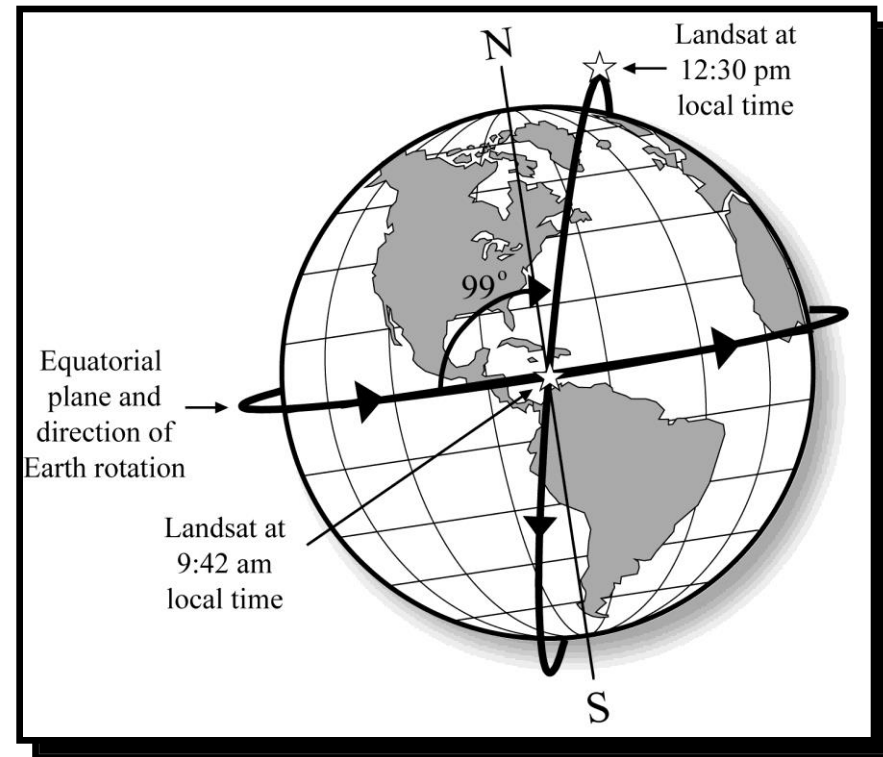 N
Landsat at
12:30 pm
local time
99°
Equatorial
plane and
direction of
Earth rotation
Landsat at
9:42 am
local time
S